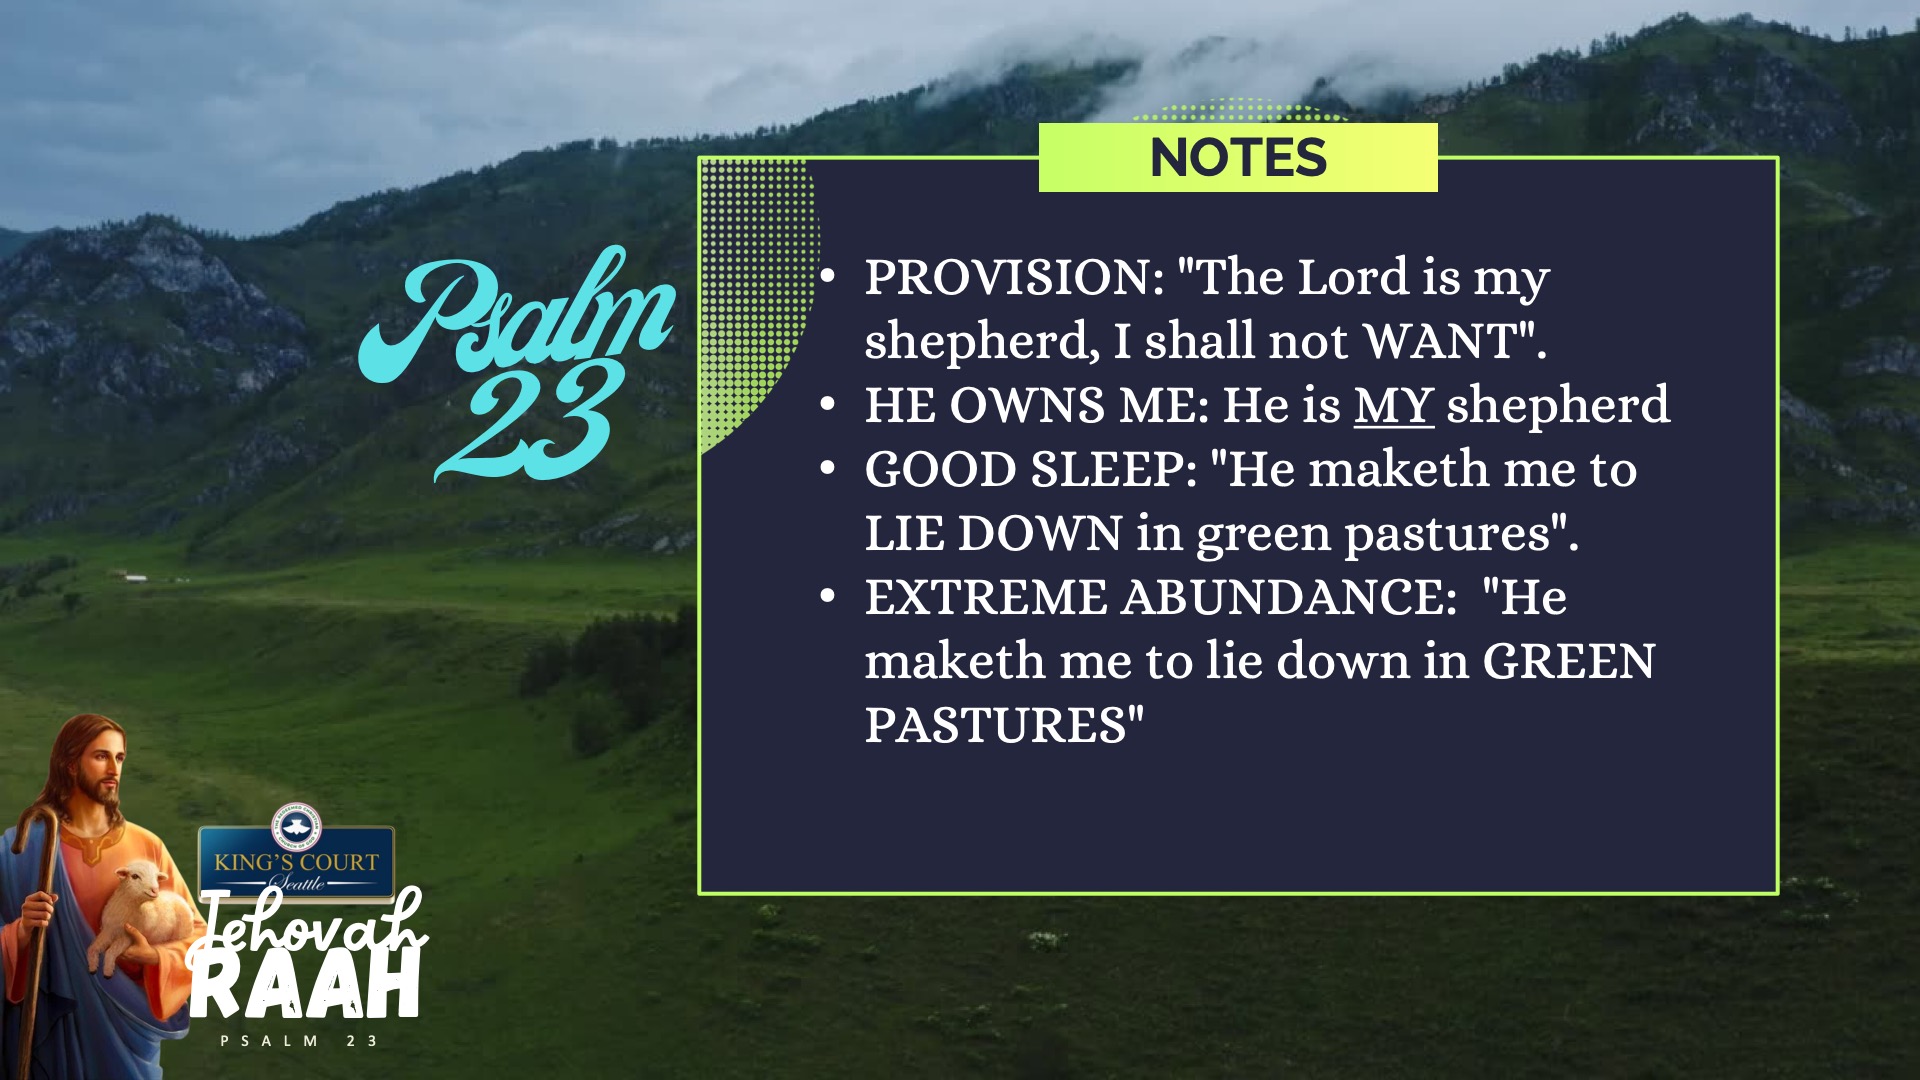 NOTES
Psalm
23
• PROVISION: "The Lord is my
shepherd, I shall not WANT".
• HE OWNS ME: He is MY shepherd
• GOOD SLEEP: "He maketh me to
LIE DOWN in green pastures".
• EXTREME ABUNDANCE:  "He
maketh me to lie down in GREEN
PASTURES"
KING'S COURT
Seattle
Jehovah
RAAH
PSALM 23